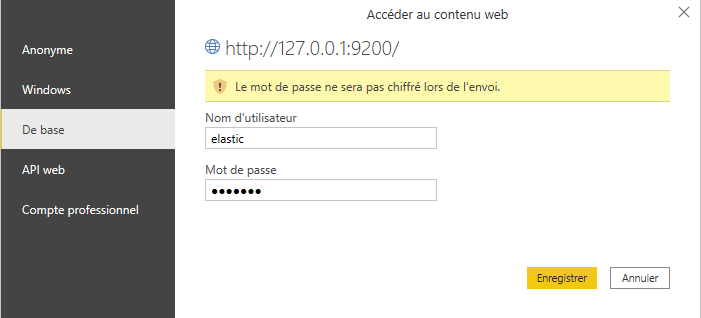 Accéder au contenu web
Anonyme
Windows
De base
API web
Compte professionnel
http://127.0.0.1:9200/
Le mot de passe ne sera pas chiffré lors de l'envoi.
Nom d'utilisateur
elastic
Mot de passe
●●●●●●●
Enregistrer
Annuler